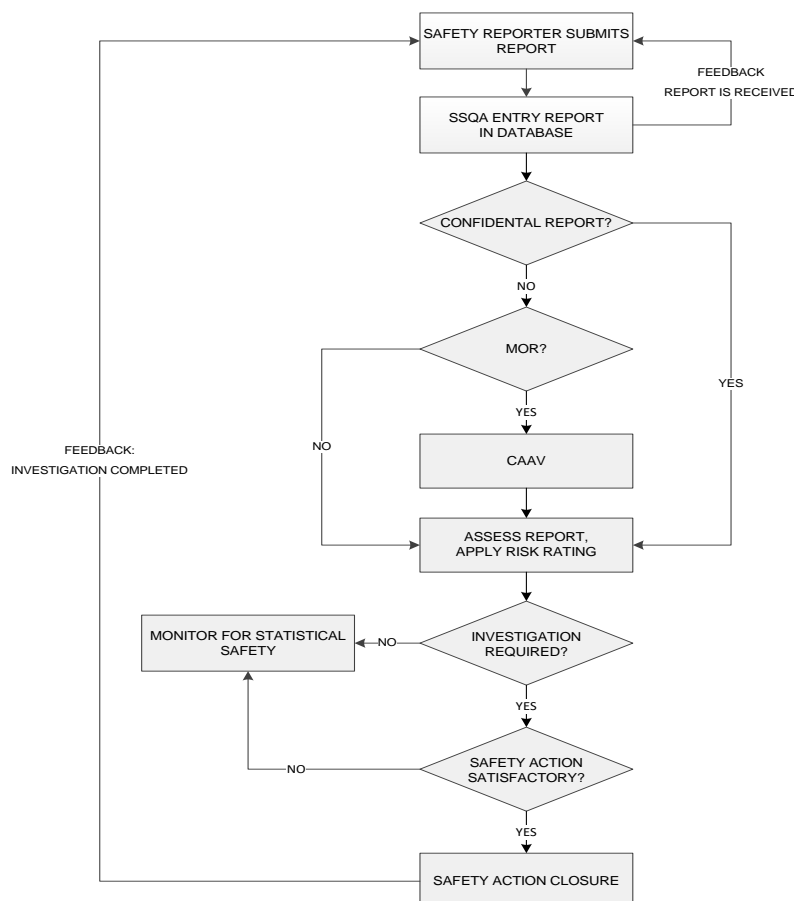 SAFETY REPORTER SUBMITS
REPORT
FEEDBACK
REPORT IS RECEIVED
SSQA ENTRY REPORT
IN DATABASE
CONFIDENTAL REPORT?
NO
MOR?
YES
YES
NO
FEEDBACK:
INVESTIGATION COMPLETED
CAAV
ASSESS REPORT,
APPLY RISK RATING
MONITOR FOR STATISTICAL
SAFETY
NO
INVESTIGATION
REQUIRED?
YES
NO
SAFETY ACTION
SATISFACTORY?
YES
SAFETY ACTION CLOSURE